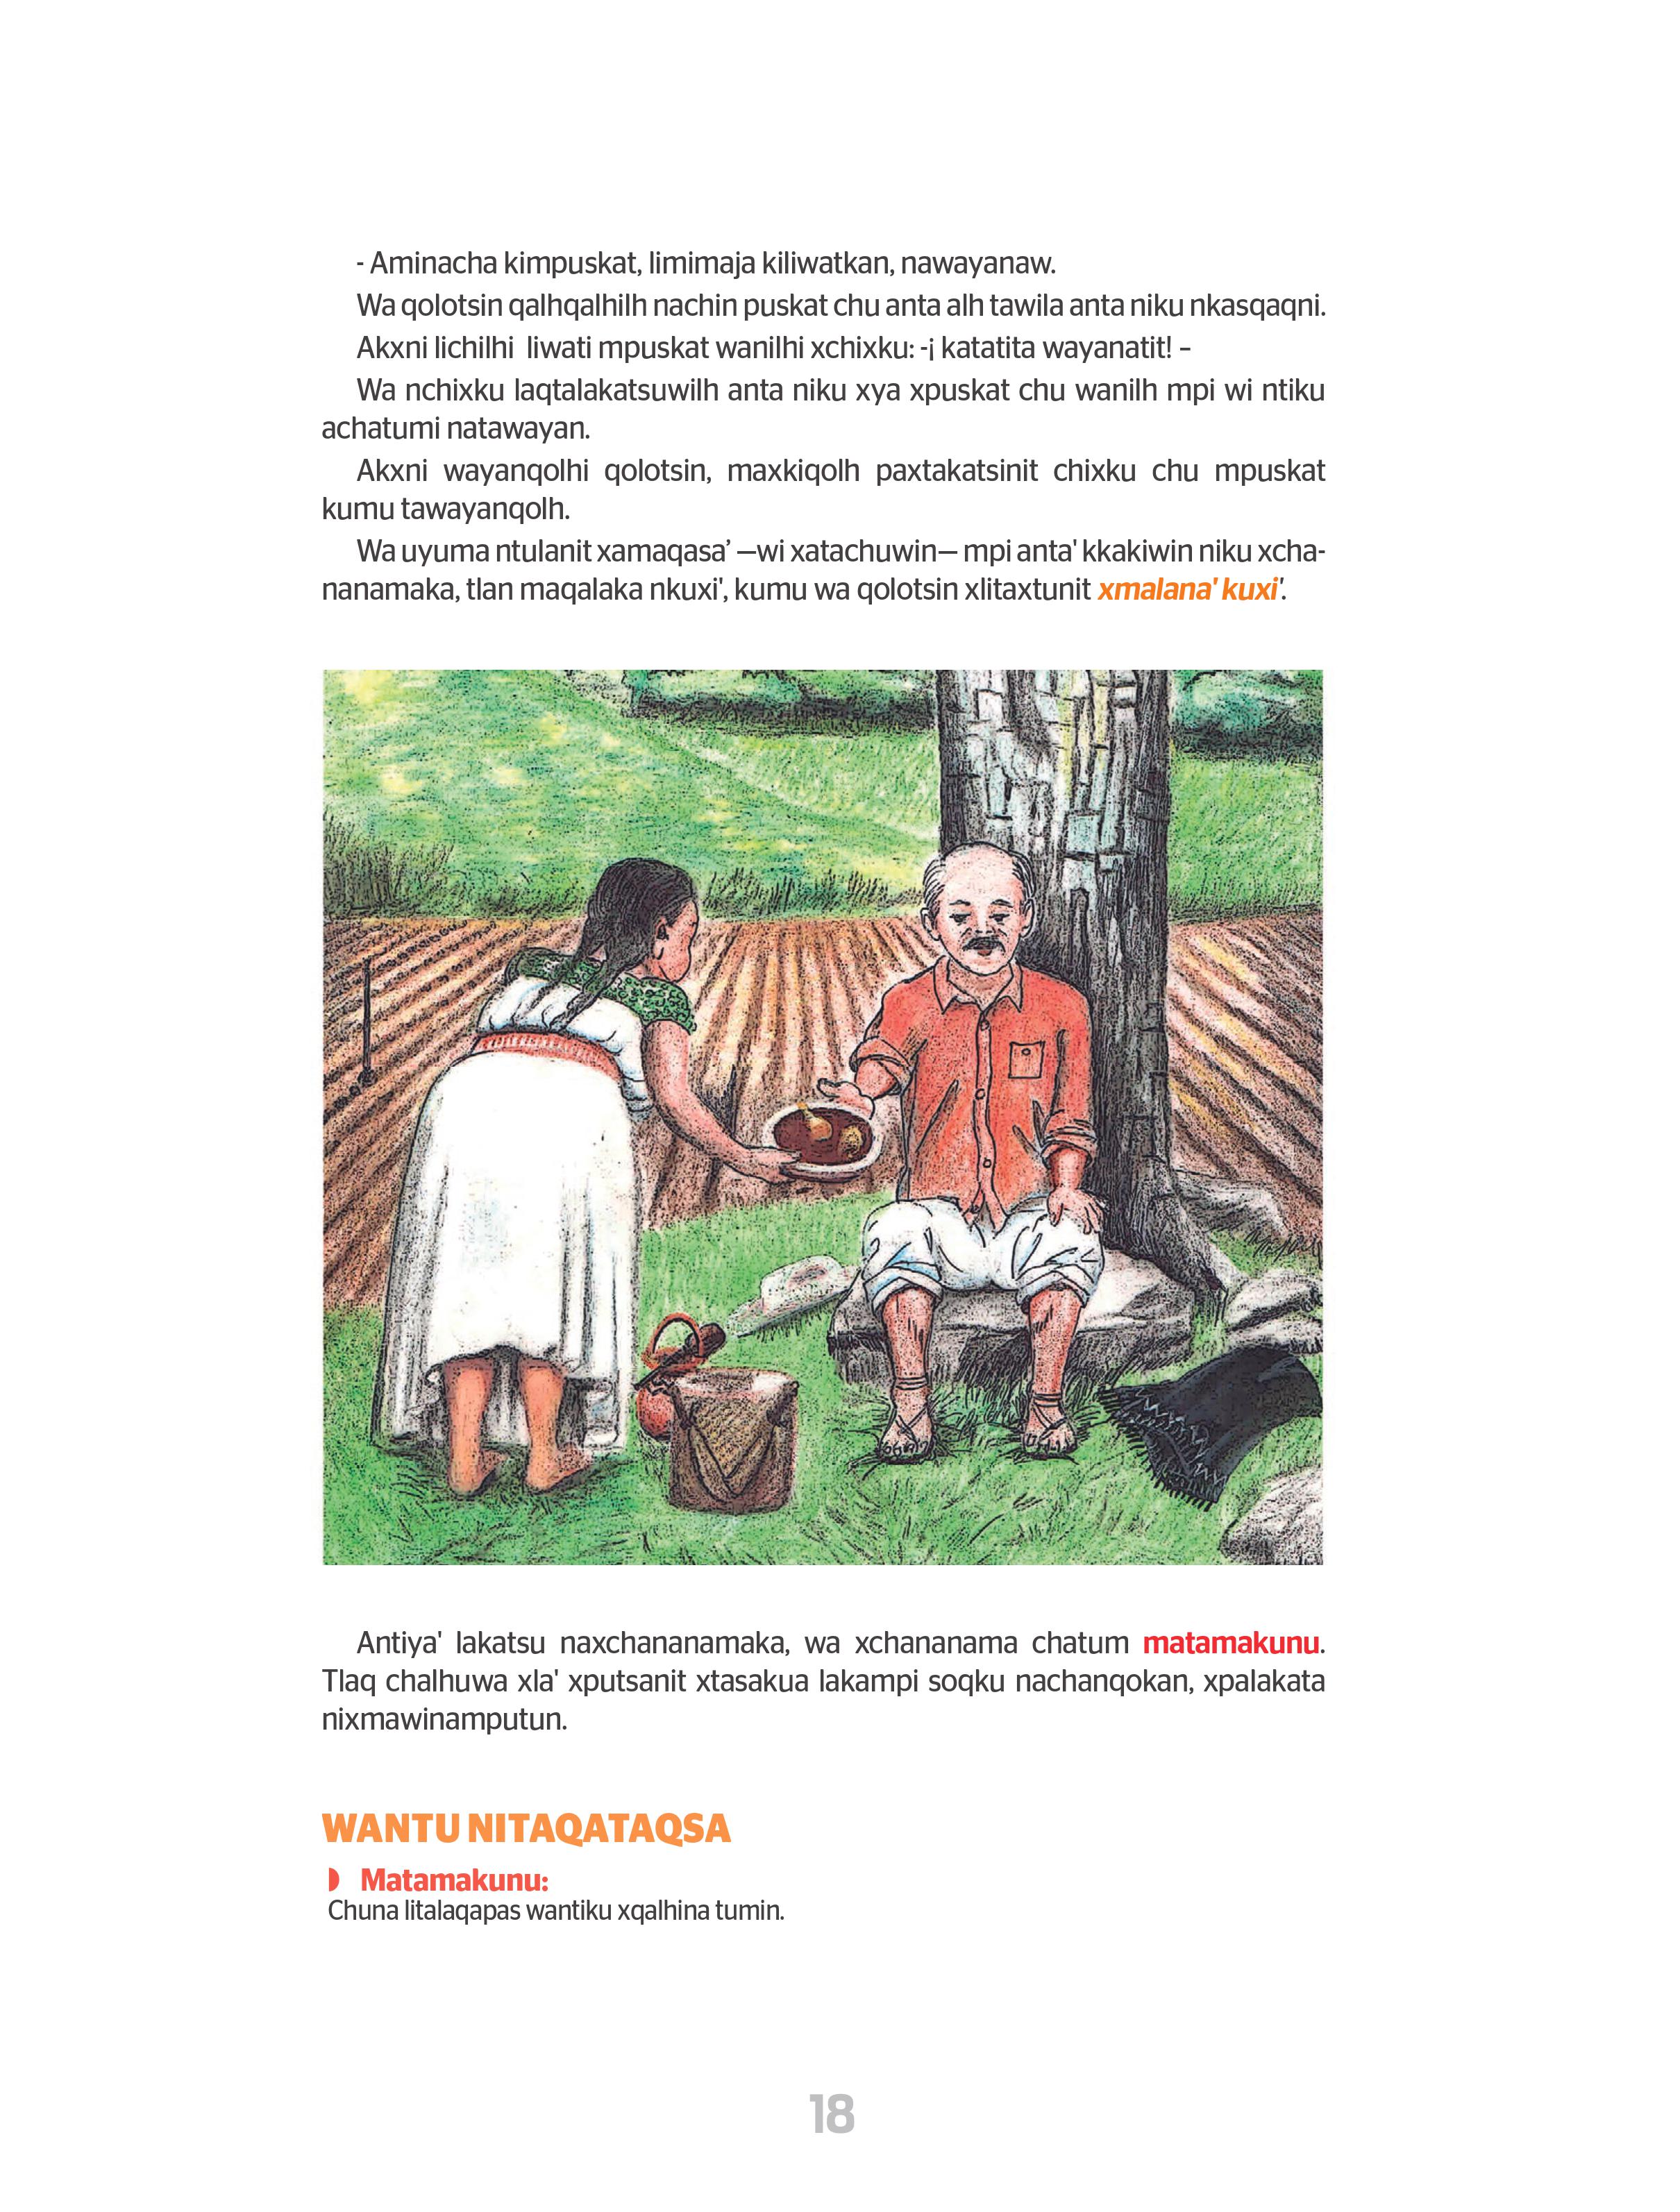 - Aminacha kimpuskat, limimaja kiliwatkan, nawayanaw.
Wa qolotsin qalhqalhilh nachin puskat chu anta alh tawila anta niku nkasqaqni.
Akxni lichilhi liwati mpuskat wanilhi xchixku: -¡ katatita wayanatit! –
Wa nchixku laqtalakatsuwilh anta niku xya xpuskat chu wanilh mpi wi ntiku
achatumi natawayan.
Akxni wayanqolhi qolotsin, maxkiqolh paxtakatsinit chixku chu mpuskat
kumu tawayanqolh.
Wa uyuma ntulanit xamaqasa’ —wi xatachuwin— mpi anta' kkakiwin niku xcha-
nanamaka, tlan maqalaka nkuxi', kumu wa qolotsin xlitaxtunit xmalana' kuxi'.
Antiya' lakatsu naxchananamaka, wa xchananama chatum matamakunu.
Tlaq chalhuwa xla' xputsanit xtasakua lakampi soqku nachanqokan, xpalakata
nixmawinamputun.
WANTU NITAQATAQSA
Matamakunu:
Chuna litalaqapas wantiku xqalhina tumin.
18